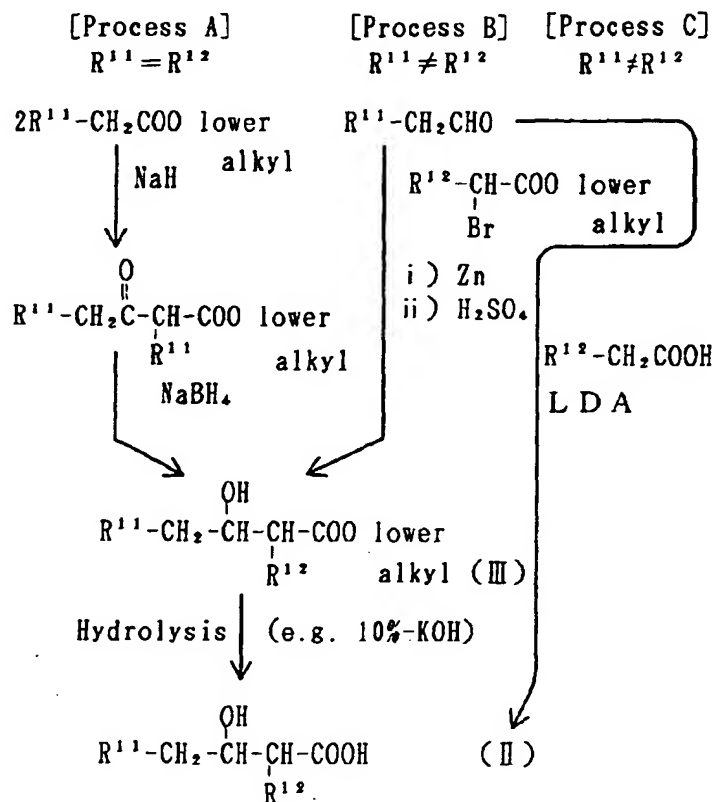 [Process A] [Process B] [Process C]
R¹¹=R¹² R¹¹≠R¹² R¹¹≠R¹²
2R¹¹-CH₂COO lower alkyl
R¹¹-CH₂CHO
NaH
R¹²-CH-COO lower alkyl
Br
i) Zn
ii) H₂SO₄
O
R¹¹-CH₂C-CH-COO lower alkyl
R¹¹
R¹²-CH₂COOH
LDA
NaBH₄
OH
R¹¹-CH₂-CH-CH-COO lower alkyl (III)
R¹²
Hydrolysis (e.g. 10%-KOH)
OH
R¹¹-CH₂-CH-CH-COOH (II)
R¹²